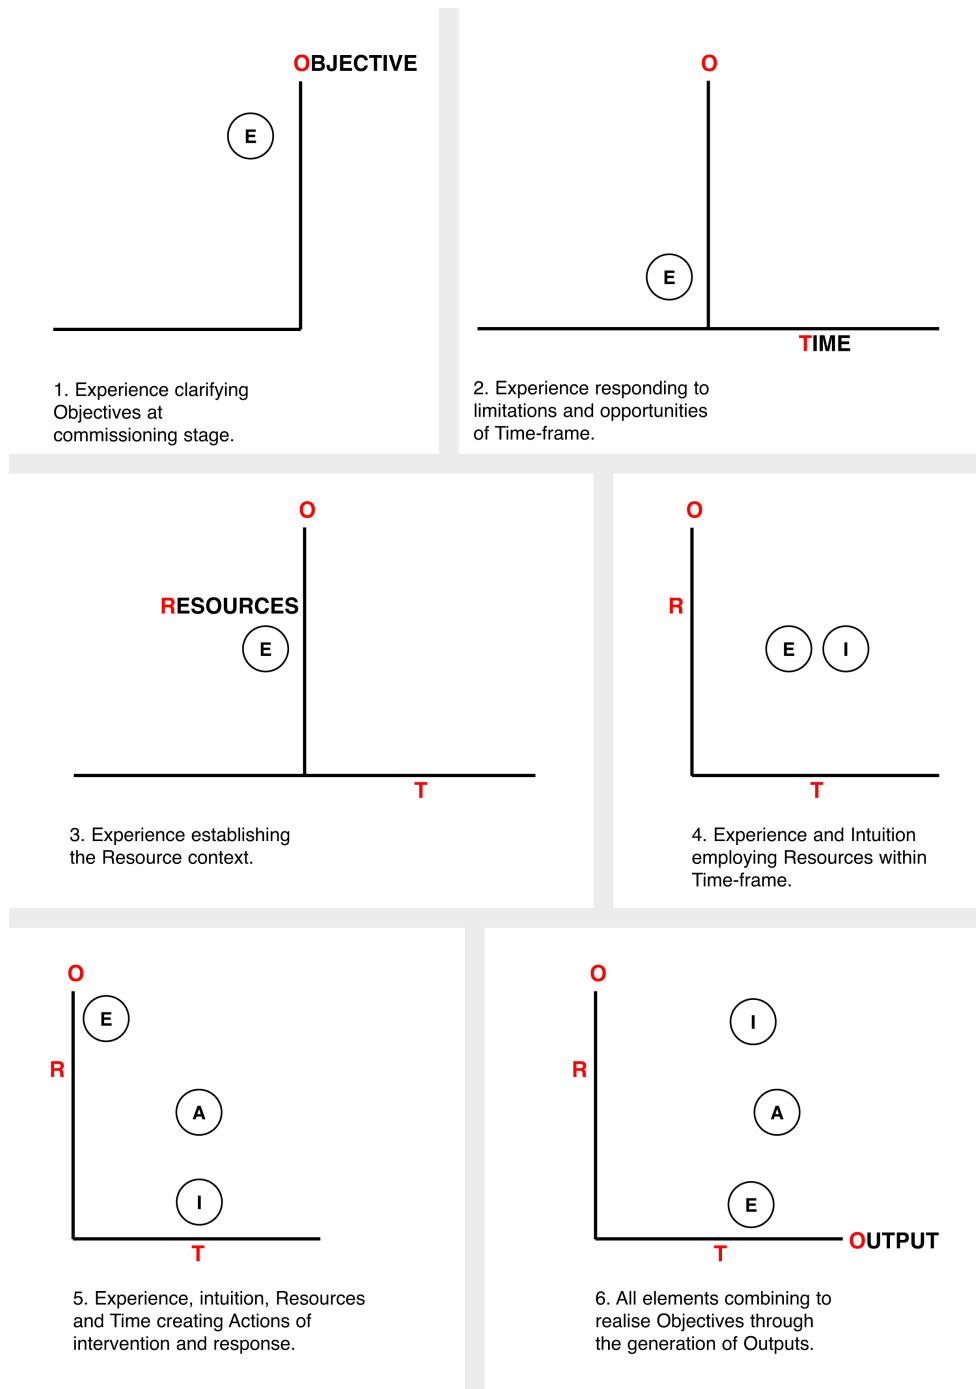 OBJECTIVE
E
1. Experience clarifying
Objectives at
commissioning stage.
O
E
TIME
2. Experience responding to
limitations and opportunities
of Time-frame.
O
RESOURCES
E
T
3. Experience establishing
the Resource context.
O
R
E I
T
4. Experience and Intuition
employing Resources within
Time-frame.
O
E
R
A
I
T
5. Experience, intuition, Resources
and Time creating Actions of
intervention and response.
O
I
R
A
E
OUTPUT
T
6. All elements combining to
realise Objectives through
the generation of Outputs.